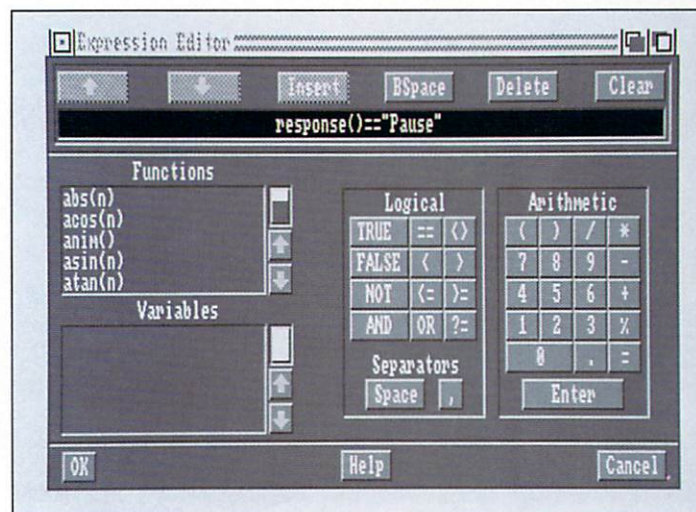 Expression Editor
Insert BSpace Delete Clear
response()=="Pause"
Functions
abs(n)
acos(n)
anim()
asin(n)
atan(n)
Variables
Logical
TRUE == <>
FALSE < >
NOT <= >=
AND OR ?=
Separators
Space ,
Arithmetic
( ) / *
7 8 9 -
4 5 6 +
1 2 3 %
0 . =
Enter
OK Help Cancel